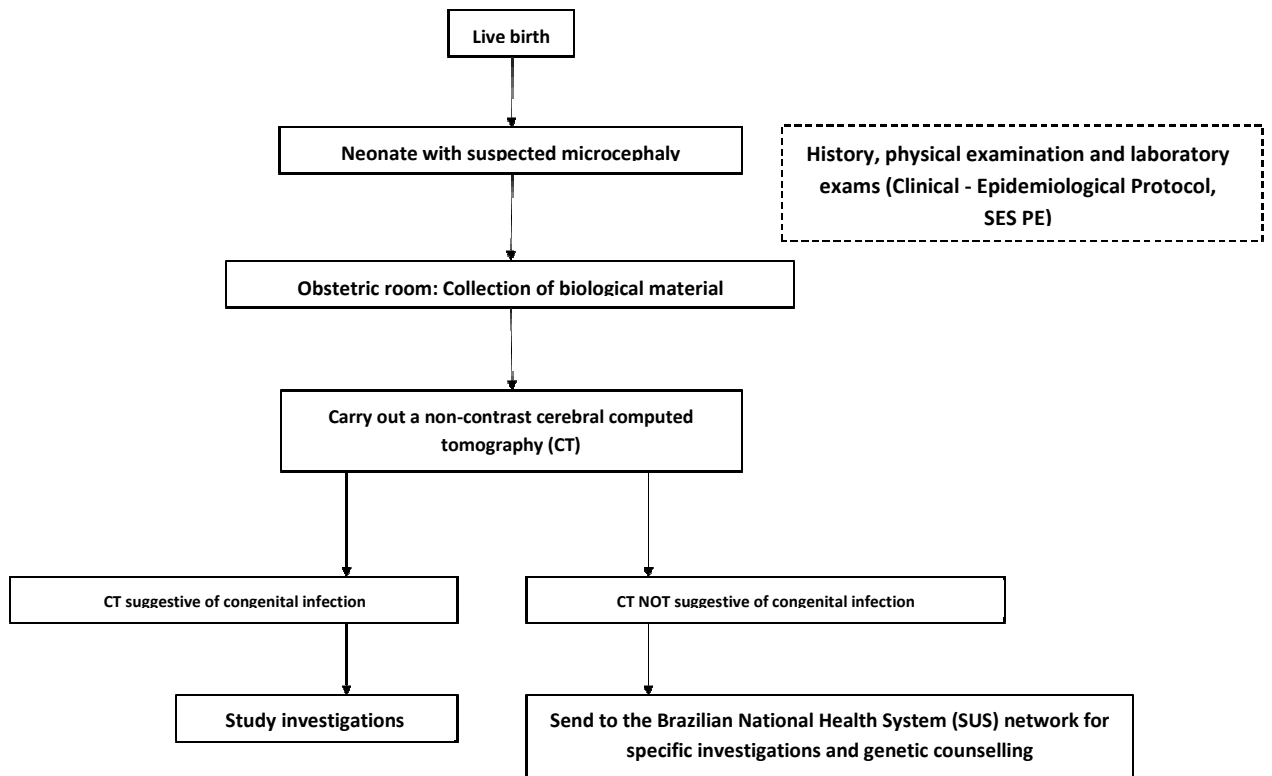 Live birth
Neonate with suspected microcephaly
History, physical examination and laboratory
exams (Clinical - Epidemiological Protocol,
SES PE)
Obstetric room: Collection of biological material
Carry out a non-contrast cerebral computed
tomography (CT)
CT suggestive of congenital infection
CT NOT suggestive of congenital infection
Study investigations
Send to the Brazilian National Health System (SUS) network for
specific investigations and genetic counselling